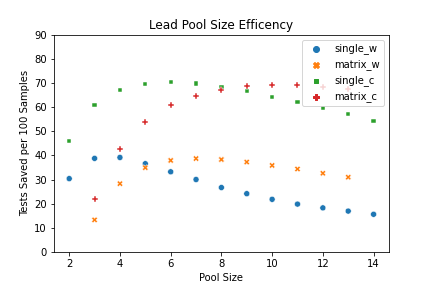 Lead Pool Size Efficency
90
80
70
60
50
40
30
20
10
0
Tests Saved per 100 Samples
single_w
matrix_w
single_c
matrix_c
2
4
6
8
10
12
14
Pool Size